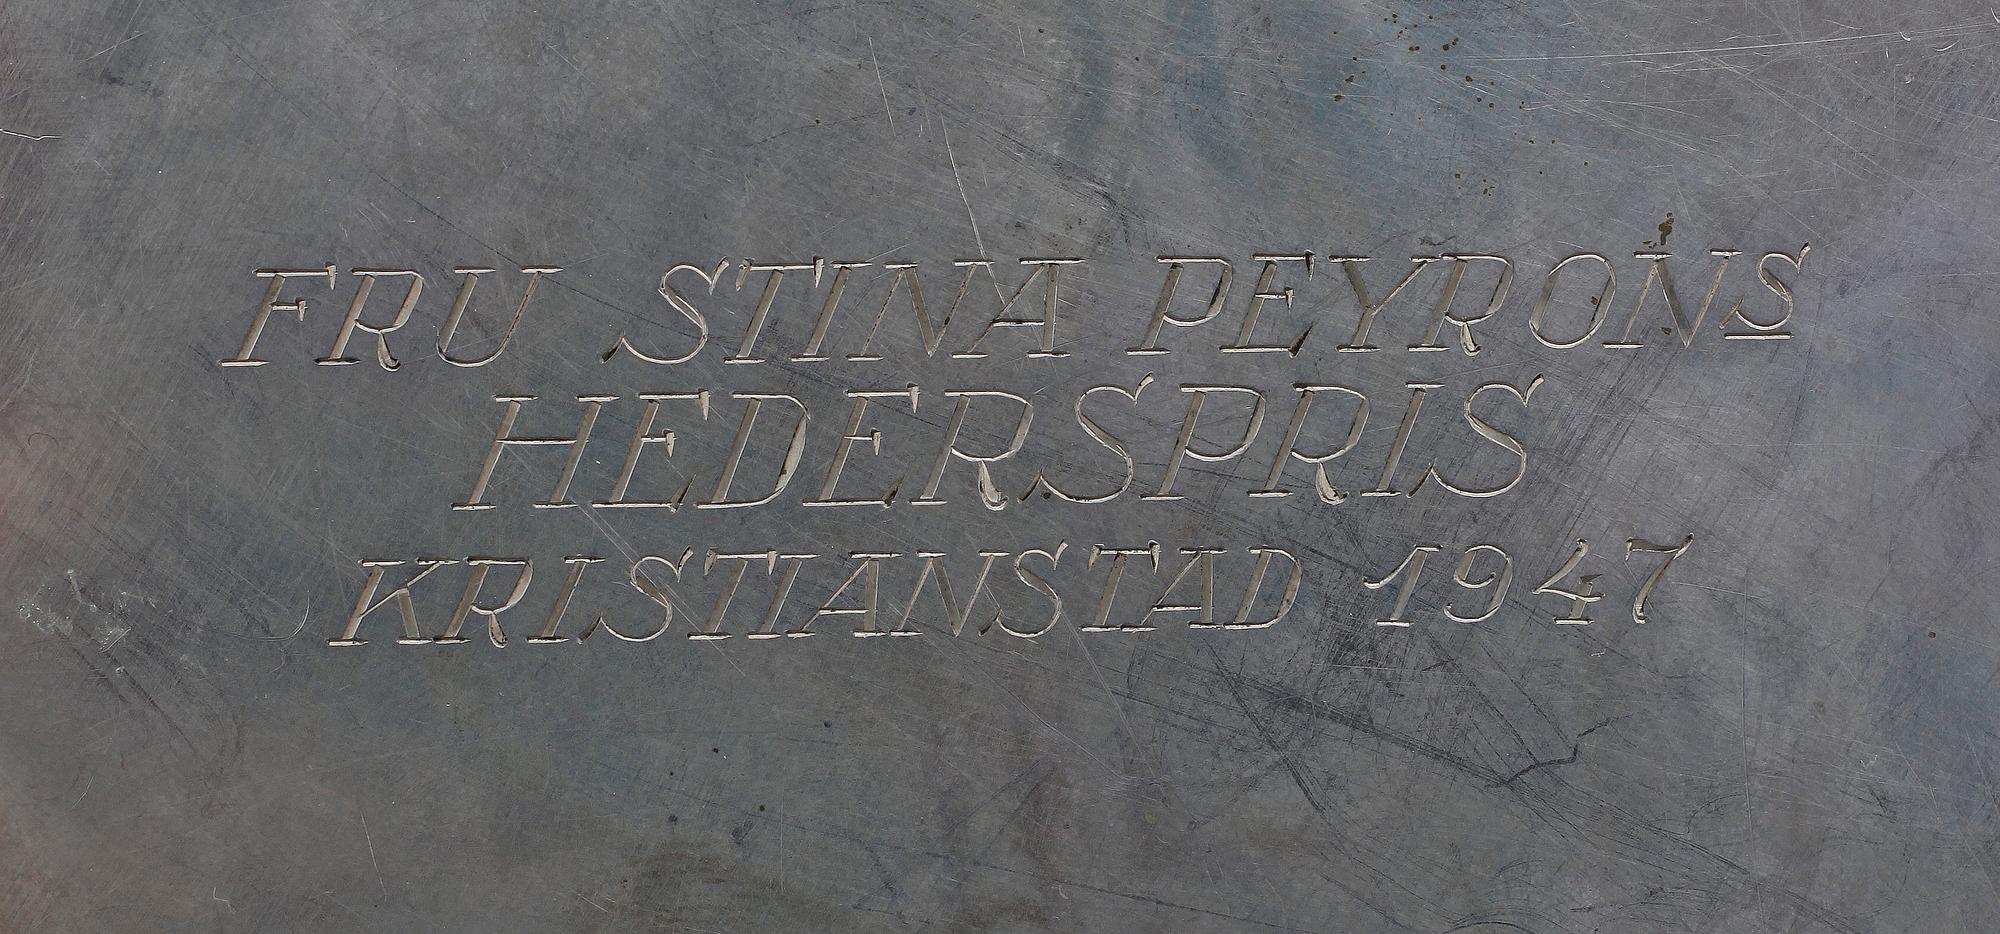 FRU STINA PEYRONS
HEDERSPRIS
KRISTIANSTAD 1947